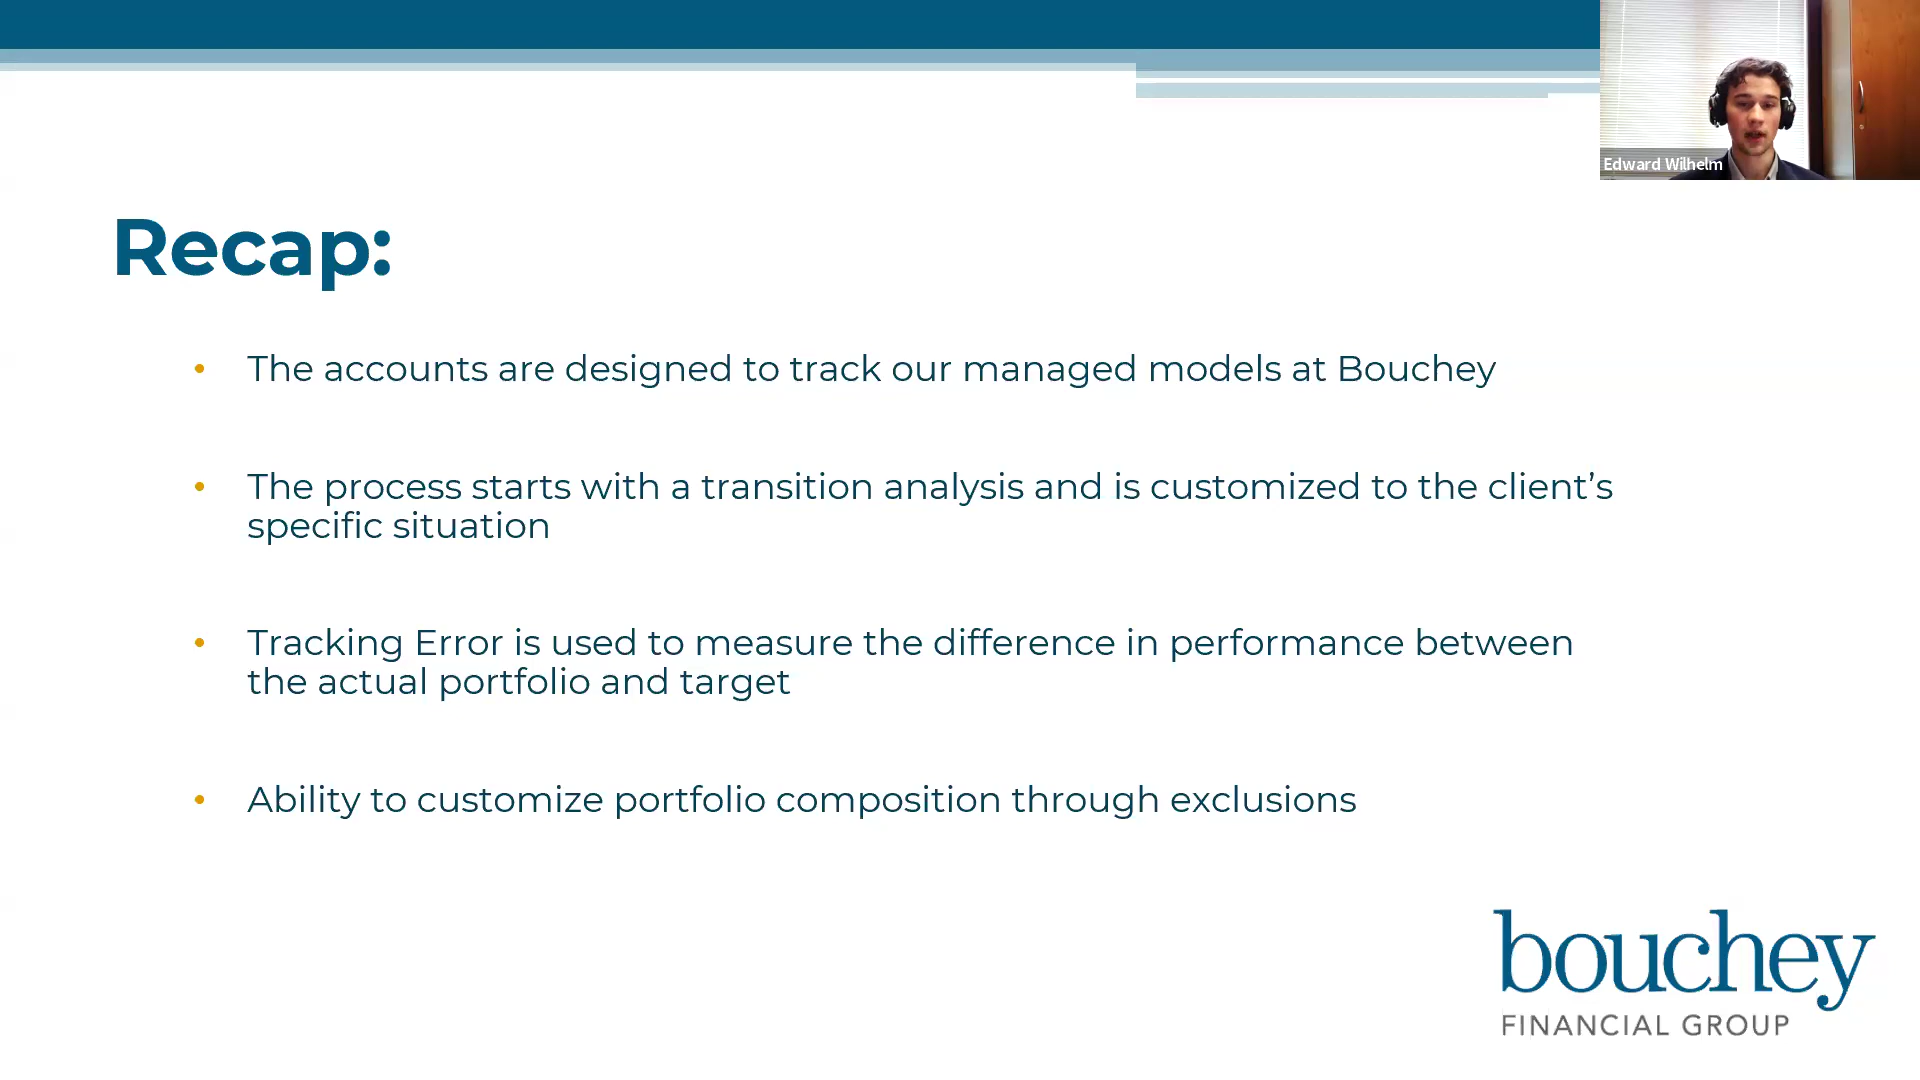 Edward Wilhelm
Recap:
• The accounts are designed to track our managed models at Bouchey
• The process starts with a transition analysis and is customized to the client’s
specific situation
• Tracking Error is used to measure the difference in performance between
the actual portfolio and target
• Ability to customize portfolio composition through exclusions
bouchey
FINANCIAL GROUP